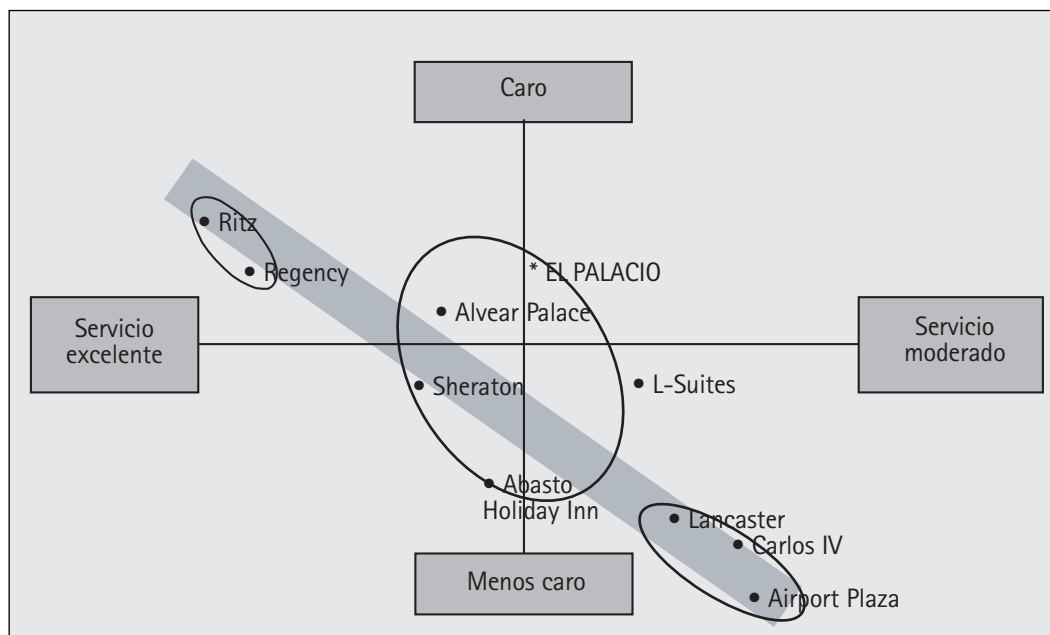 Caro
Ritz
Regency
* EL PALACIO
Alvear Palace
Servicio
excelente
Servicio
moderado
Sheraton
L-Suites
Abasto
Holiday Inn
Lancaster
Carlos IV
Menos caro
Airport Plaza